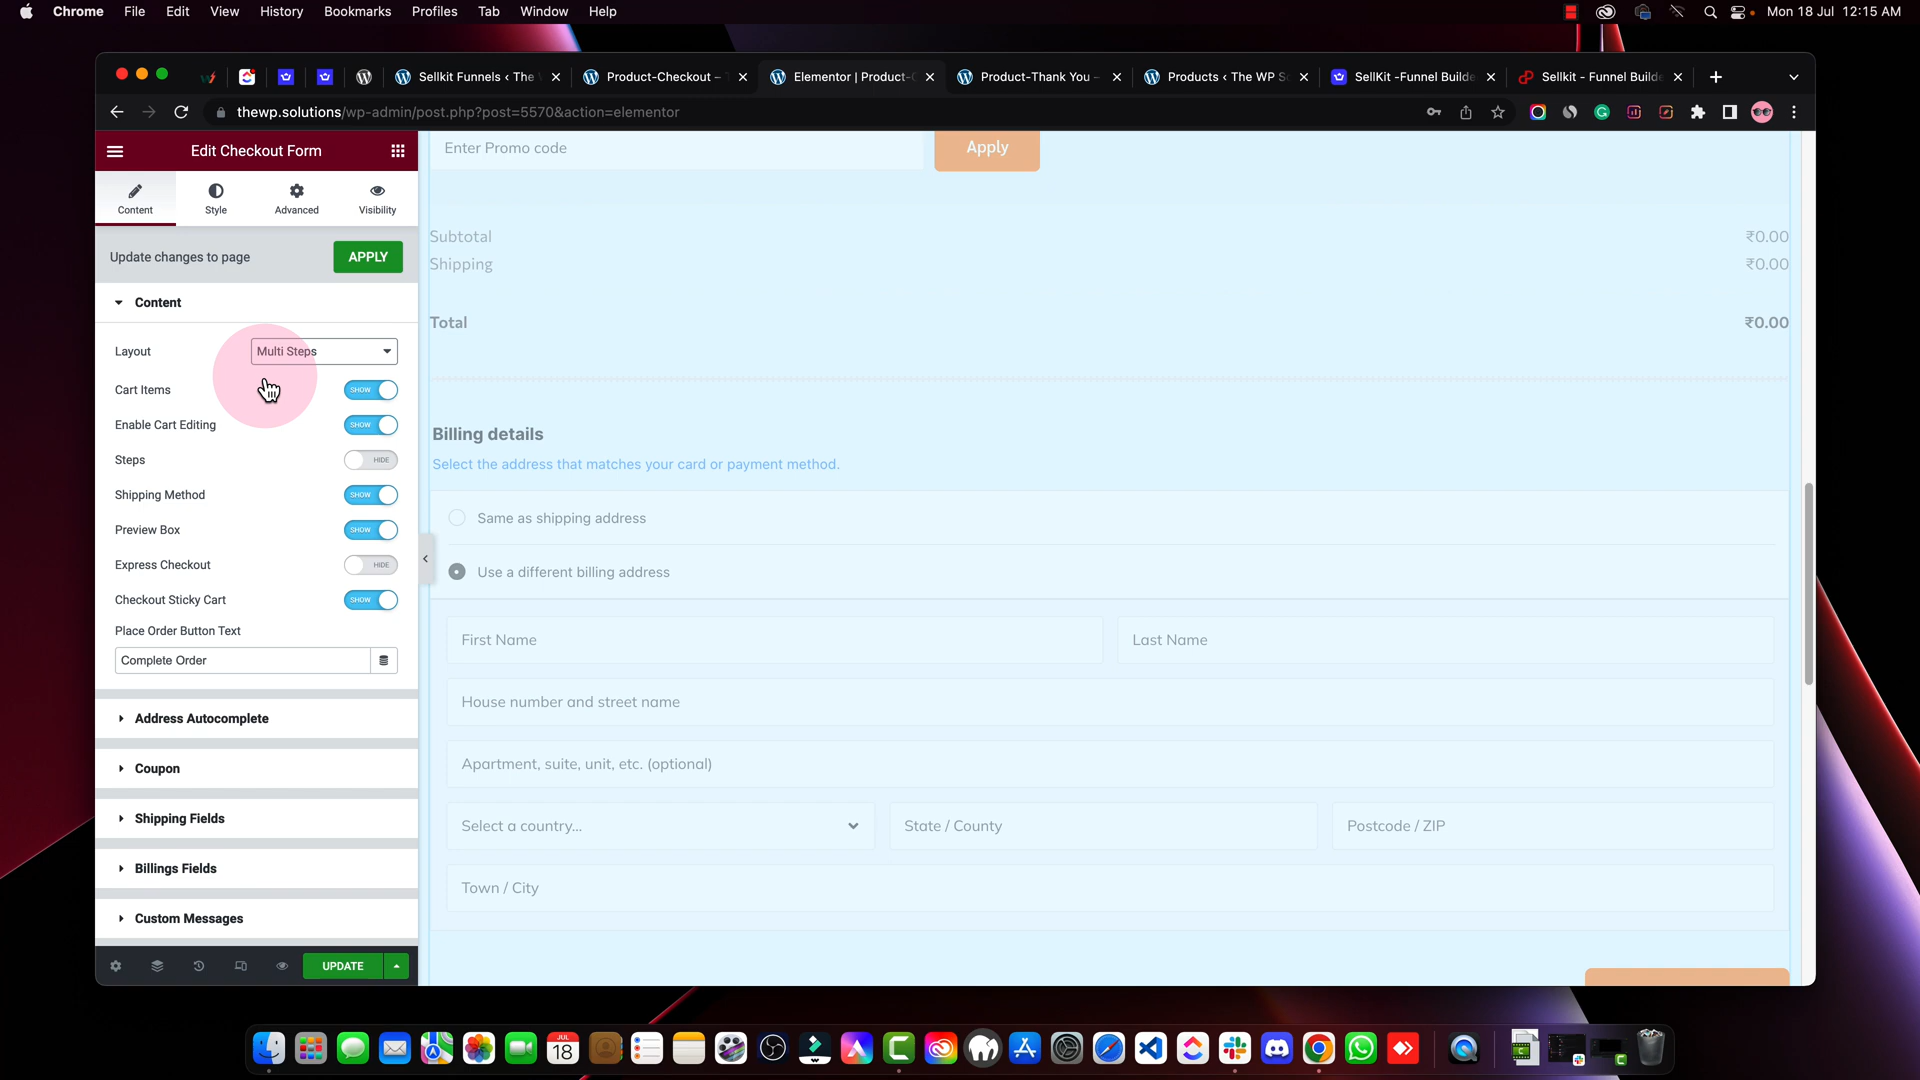 Chrome File Edit View History Bookmarks Profiles Tab Window Help
Mon 18 Jul 12:15 AM
Sellkit Funnels ‹ The
Product-Checkout –
Elementor | Product-
Product-Thank You –
Products ‹ The WP
SellKit -Funnel Builde
Sellkit - Funnel Builde
thewp.solutions/wp-admin/post.php?post=5570&action=elementor
Edit Checkout Form
Content Style Advanced Visibility
Update changes to page APPLY
Content
Layout Multi Steps
Cart Items SHOW
Enable Cart Editing SHOW
Steps HIDE
Shipping Method SHOW
Preview Box SHOW
Express Checkout HIDE
Checkout Sticky Cart SHOW
Place Order Button Text
Complete Order
Address Autocomplete
Coupon
Shipping Fields
Billings Fields
Custom Messages
UPDATE
Enter Promo code Apply
Subtotal ₹0.00
Shipping ₹0.00
Total ₹0.00
Billing details
Select the address that matches your card or payment method.
Same as shipping address
Use a different billing address
First Name Last Name
House number and street name
Apartment, suite, unit, etc. (optional)
Select a country... State / County Postcode / ZIP
Town / City
JUL
18